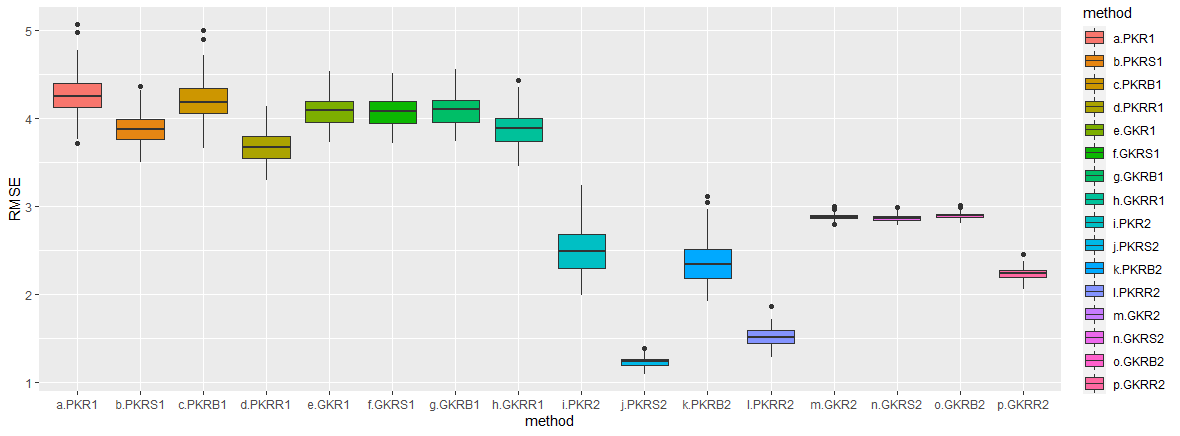 5
4
3
2
1
RMSE
a.PKR1 b.PKRS1 c.PKRB1 d.PKRR1 e.GKR1 f.GKRS1 g.GKRB1 h.GKRR1 i.PKR2 j.PKRS2 k.PKRB2 l.PKRR2 m.GKR2 n.GKRS2 o.GKRB2 p.GKRR2
method
method
a.PKR1
b.PKRS1
c.PKRB1
d.PKRR1
e.GKR1
f.GKRS1
g.GKRB1
h.GKRR1
i.PKR2
j.PKRS2
k.PKRB2
l.PKRR2
m.GKR2
n.GKRS2
o.GKRB2
p.GKRR2